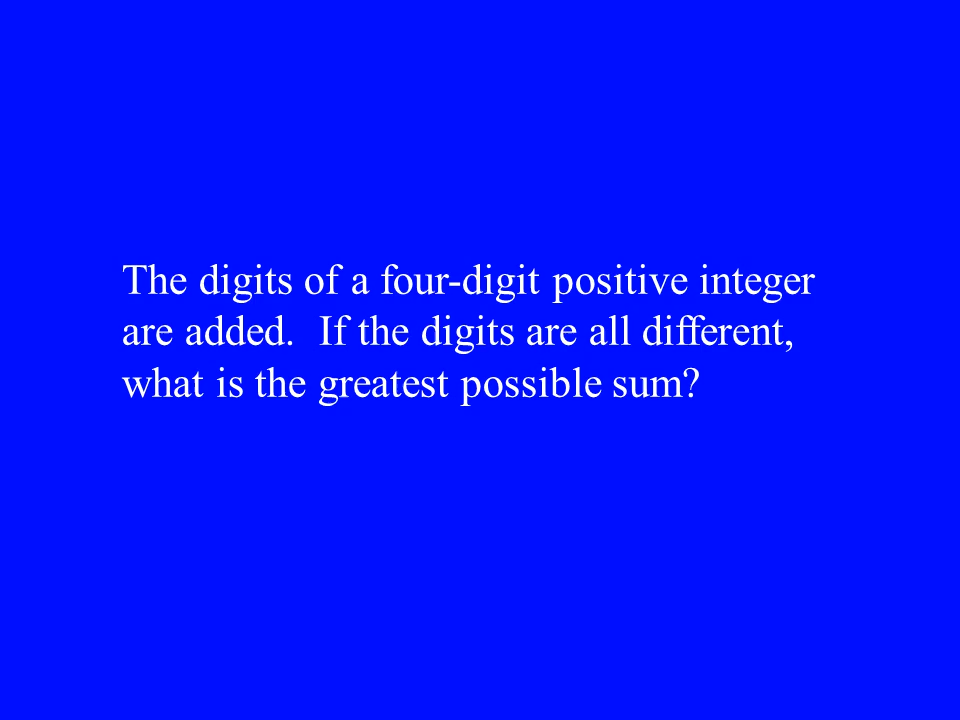 The digits of a four-digit positive integer
are added.  If the digits are all different,
what is the greatest possible sum?